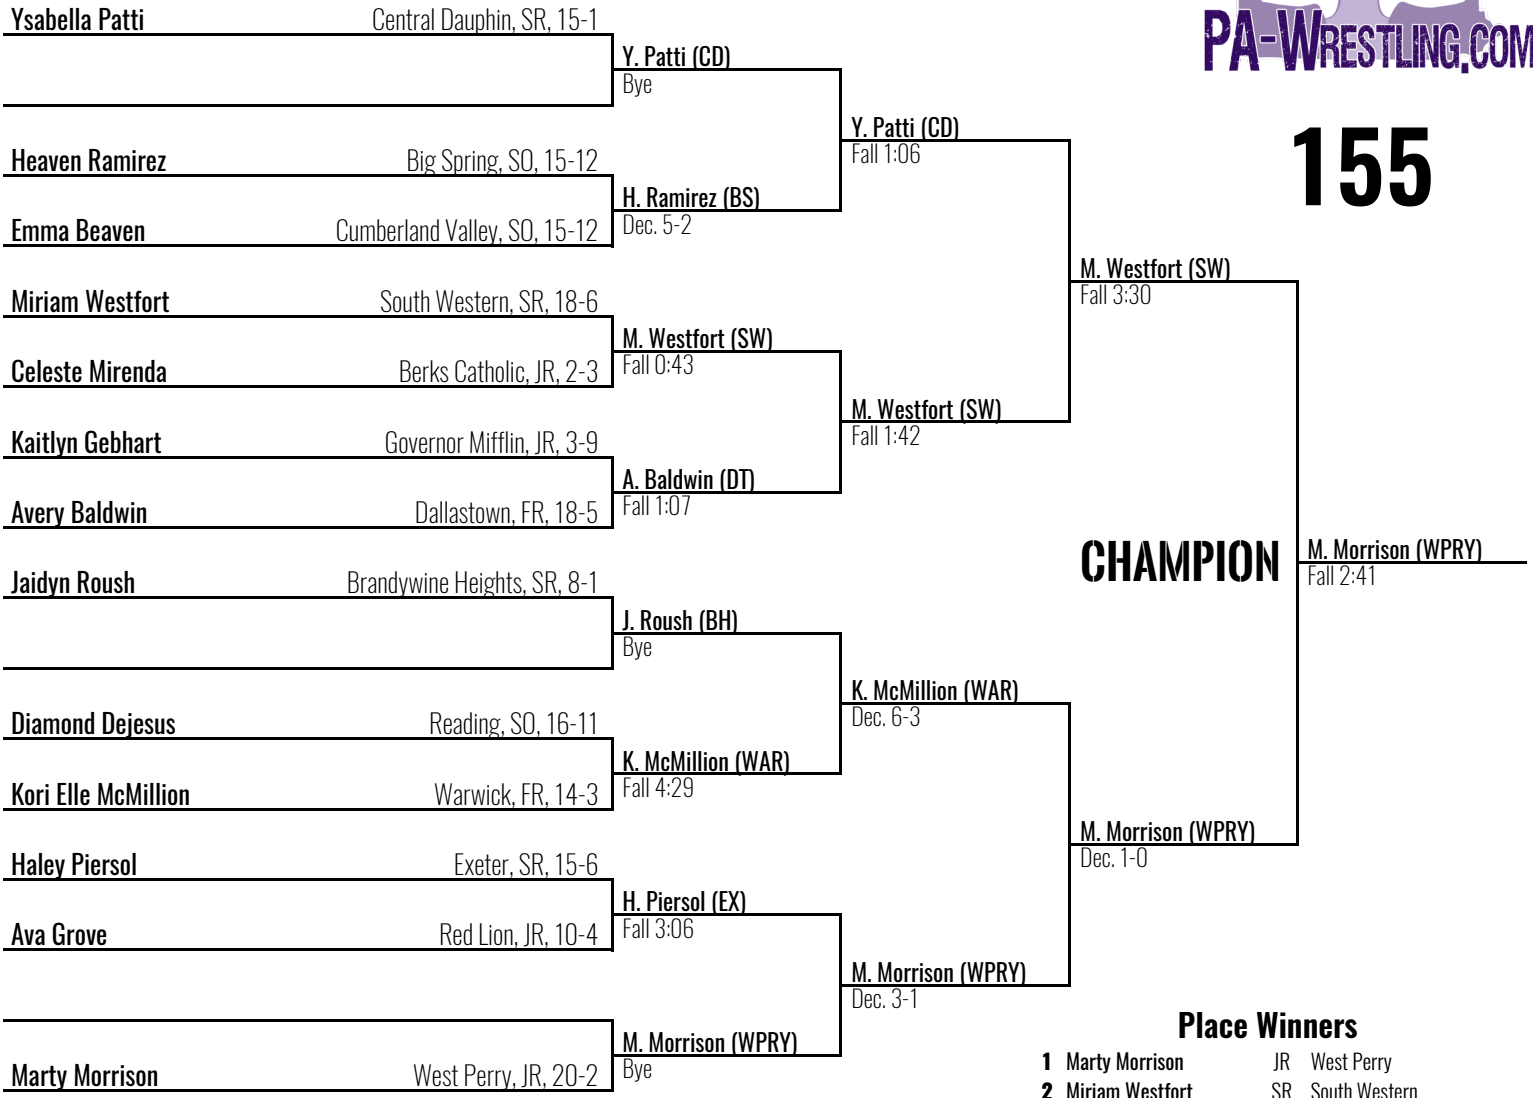 Ysabella Patti Central Dauphin, SR, 15-1
PA-WRESTLING.COM
Y. Patti (CD)
Bye
155
Y. Patti (CD)
Fall 1:06
Heaven Ramirez Big Spring, SO, 15-12
H. Ramirez (BS)
Dec. 5-2
Emma Beaven Cumberland Valley, SO, 15-12
M. Westfort (SW)
Fall 3:30
Miriam Westfort South Western, SR, 18-6
M. Westfort (SW)
Fall 0:43
Celeste Mirenda Berks Catholic, JR, 2-3
M. Westfort (SW)
Fall 1:42
Kaitlyn Gebhart Governor Mifflin, JR, 3-9
A. Baldwin (DT)
Fall 1:07
Avery Baldwin Dallastown, FR, 18-5
CHAMPION M. Morrison (WPRY)
Fall 2:41
Jaidyn Roush Brandywine Heights, SR, 8-1
J. Roush (BH)
Bye
K. McMillion (WAR)
Dec. 6-3
Diamond Dejesus Reading, SO, 16-11
K. McMillion (WAR)
Fall 4:29
Kori Elle McMillion Warwick, FR, 14-3
M. Morrison (WPRY)
Dec. 1-0
Haley Piersol Exeter, SR, 15-6
H. Piersol (EX)
Fall 3:06
Ava Grove Red Lion, JR, 10-4
M. Morrison (WPRY)
Dec. 3-1
Place Winners
M. Morrison (WPRY)
Bye
1 Marty Morrison JR West Perry
Marty Morrison West Perry, JR, 20-2
2 Miriam Westfort SR South Western